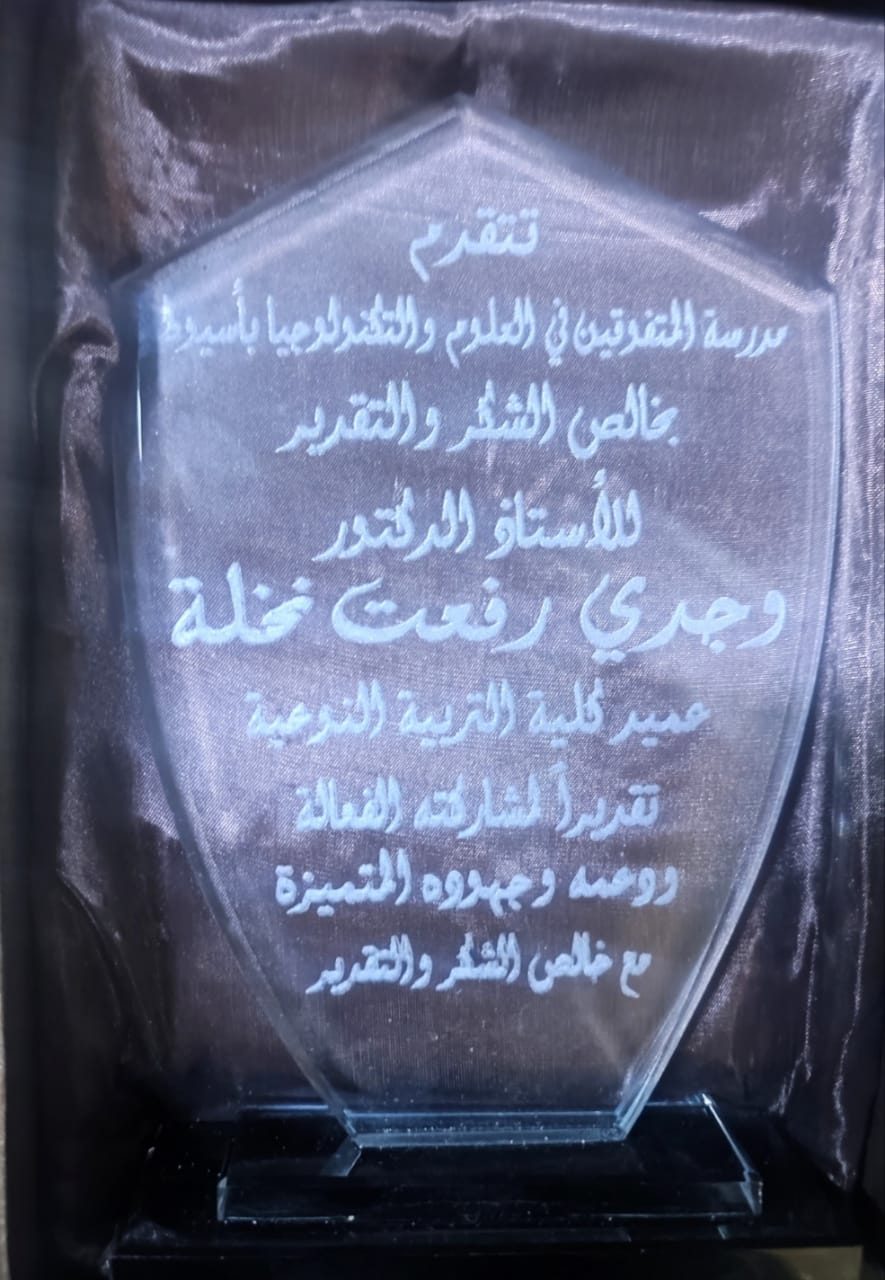 تتقدم
مدرسة المتفوقين في العلوم والتكنولوجيا بأسيوط
بخالص الشكر والتقدير
للأستاذ الدكتور
وجدي رفعت نخلة
عميد كلية التربية النوعية
تقديراً لمشاركته الفعالة
ودعمه وجهوده المتميزة
مع خالص الشكر والتقدير